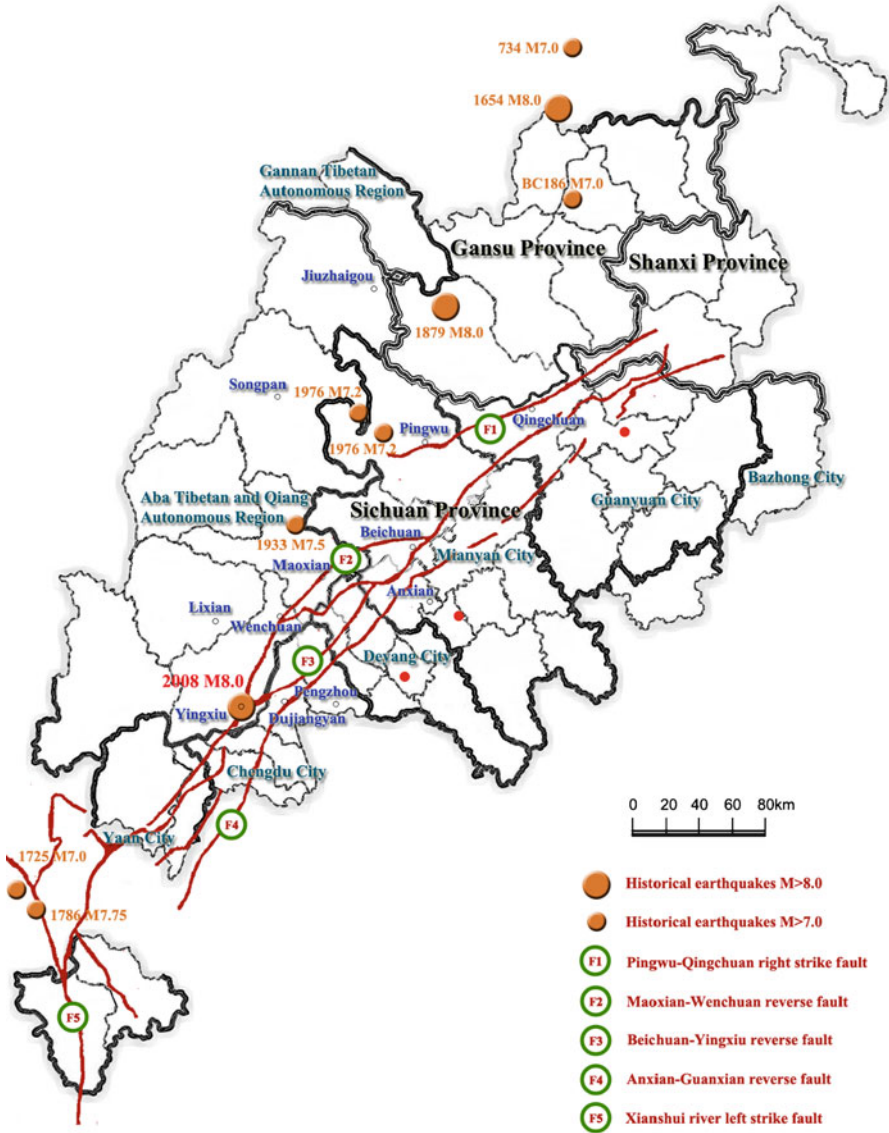 734 M7.0
1654 M8.0
Gannan Tibetan
Autonomous Region
BC186 M7.0
Gansu Province
Shanxi Province
Jiuzhaigou
1879 M8.0
Songpan
1976 M7.2
1976 M7.2
Pingwu
F1
Qingchuan
Aba Tibetan and Qiang
Autonomous Region
Sichuan Province
Guanyuan City
Bazhong City
1933 M7.5
Beichuan
Mianyan City
Maoxian
F2
Anxian
Lixian
Wenchuan
F3
Deyang City
2008 M8.0
Pengzhou
Yingxiu
Dujiangyan
Chengdu City
F4
Yaan City
1725 M7.0
1786 M7.75
F5
0 20 40 60 80km
Historical earthquakes M>8.0
Historical earthquakes M>7.0
F1 Pingwu-Qingchuan right strike fault
F2 Maoxian-Wenchuan reverse fault
F3 Beichuan-Yingxiu reverse fault
F4 Anxian-Guanxian reverse fault
F5 Xianshui river left strike fault